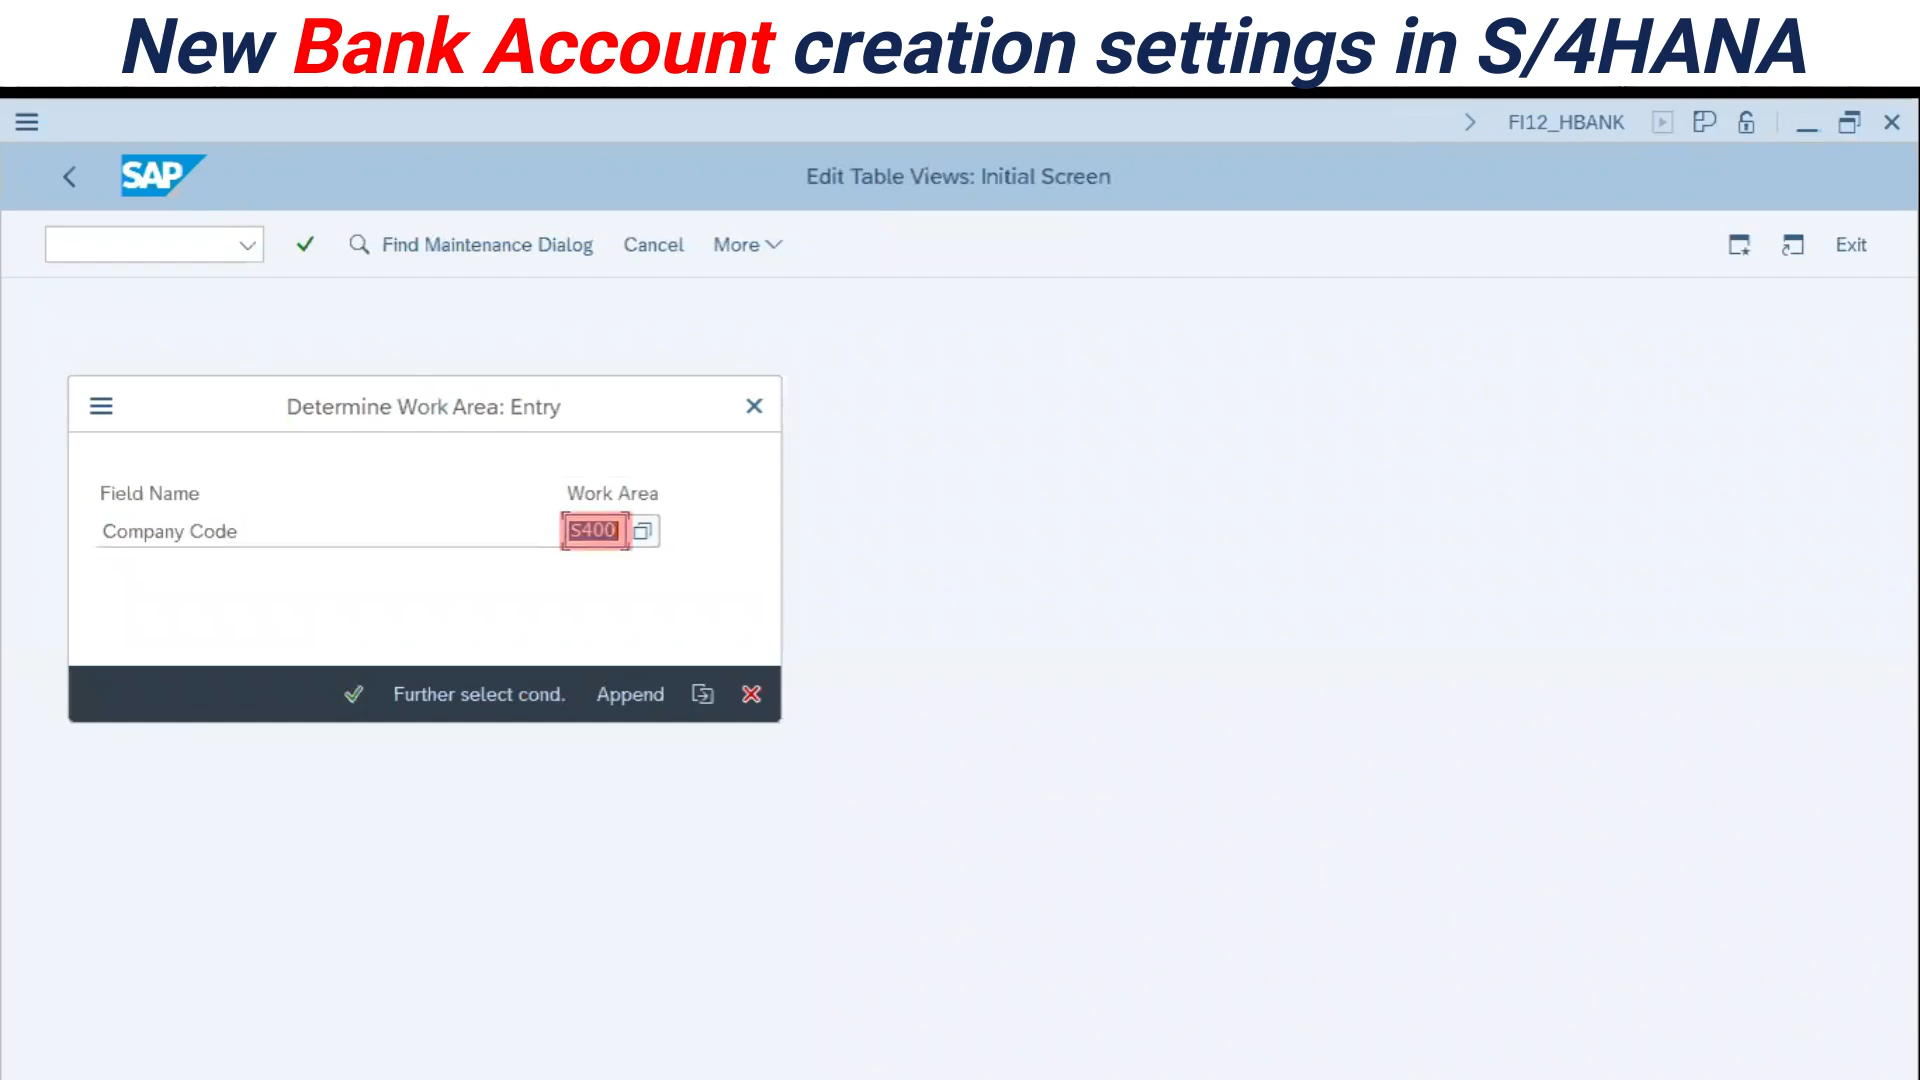 New Bank Account creation settings in S/4HANA
FI12_HBANK
SAP
Edit Table Views: Initial Screen
Find Maintenance Dialog Cancel More Exit
Determine Work Area: Entry
Field Name Work Area
Company Code S400
Further select cond. Append